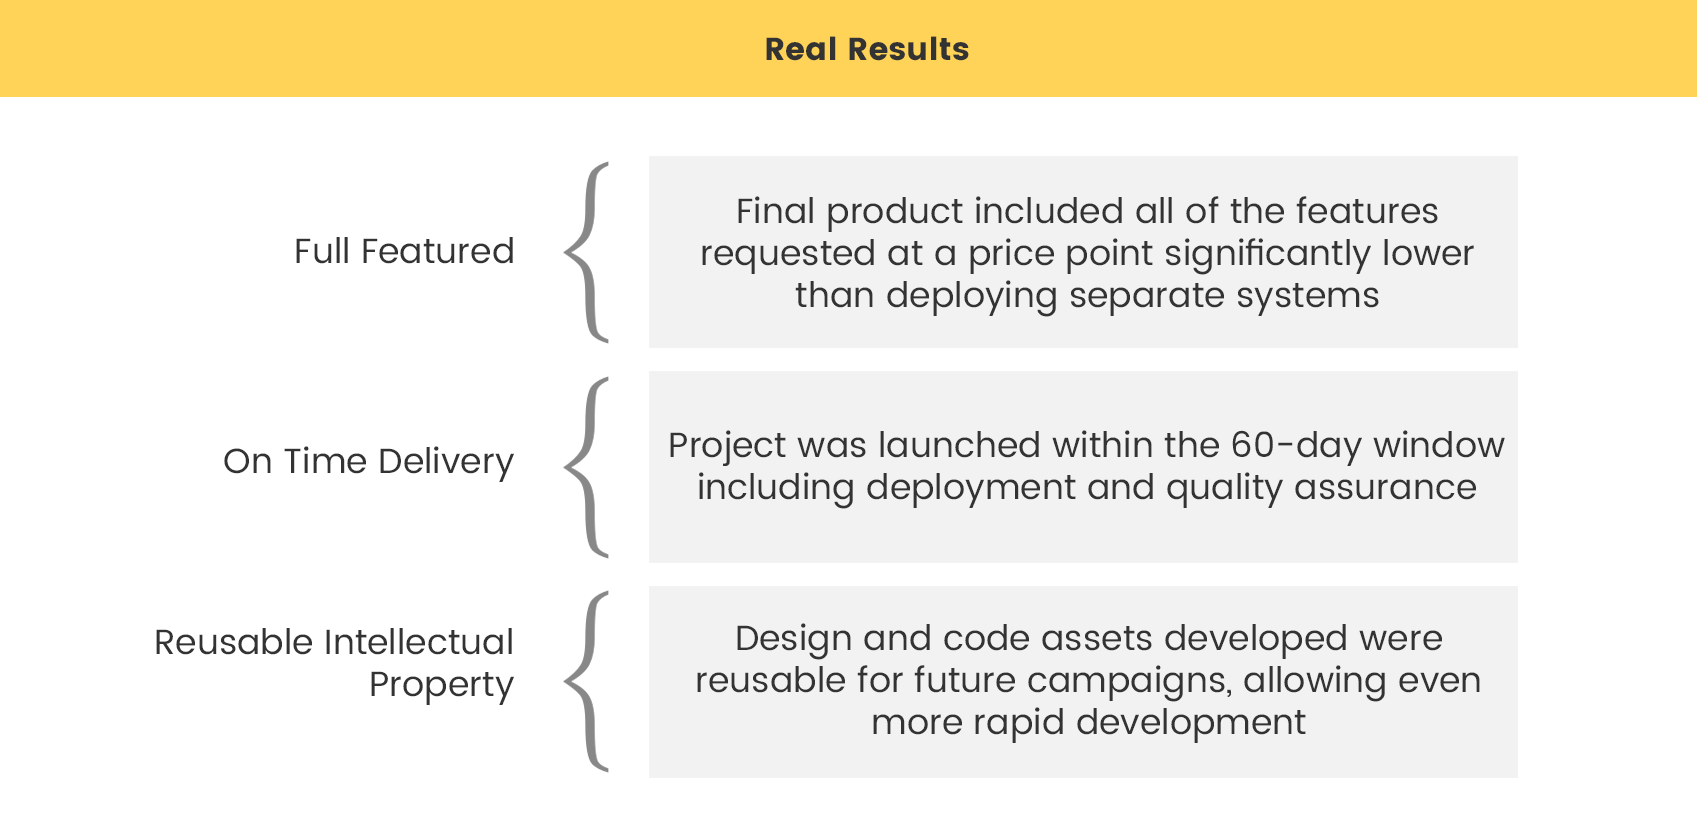 Real Results
Full Featured
Final product included all of the features
requested at a price point significantly lower
than deploying separate systems
On Time Delivery
Project was launched within the 60-day window
including deployment and quality assurance
Reusable Intellectual
Property
Design and code assets developed were
reusable for future campaigns, allowing even
more rapid development